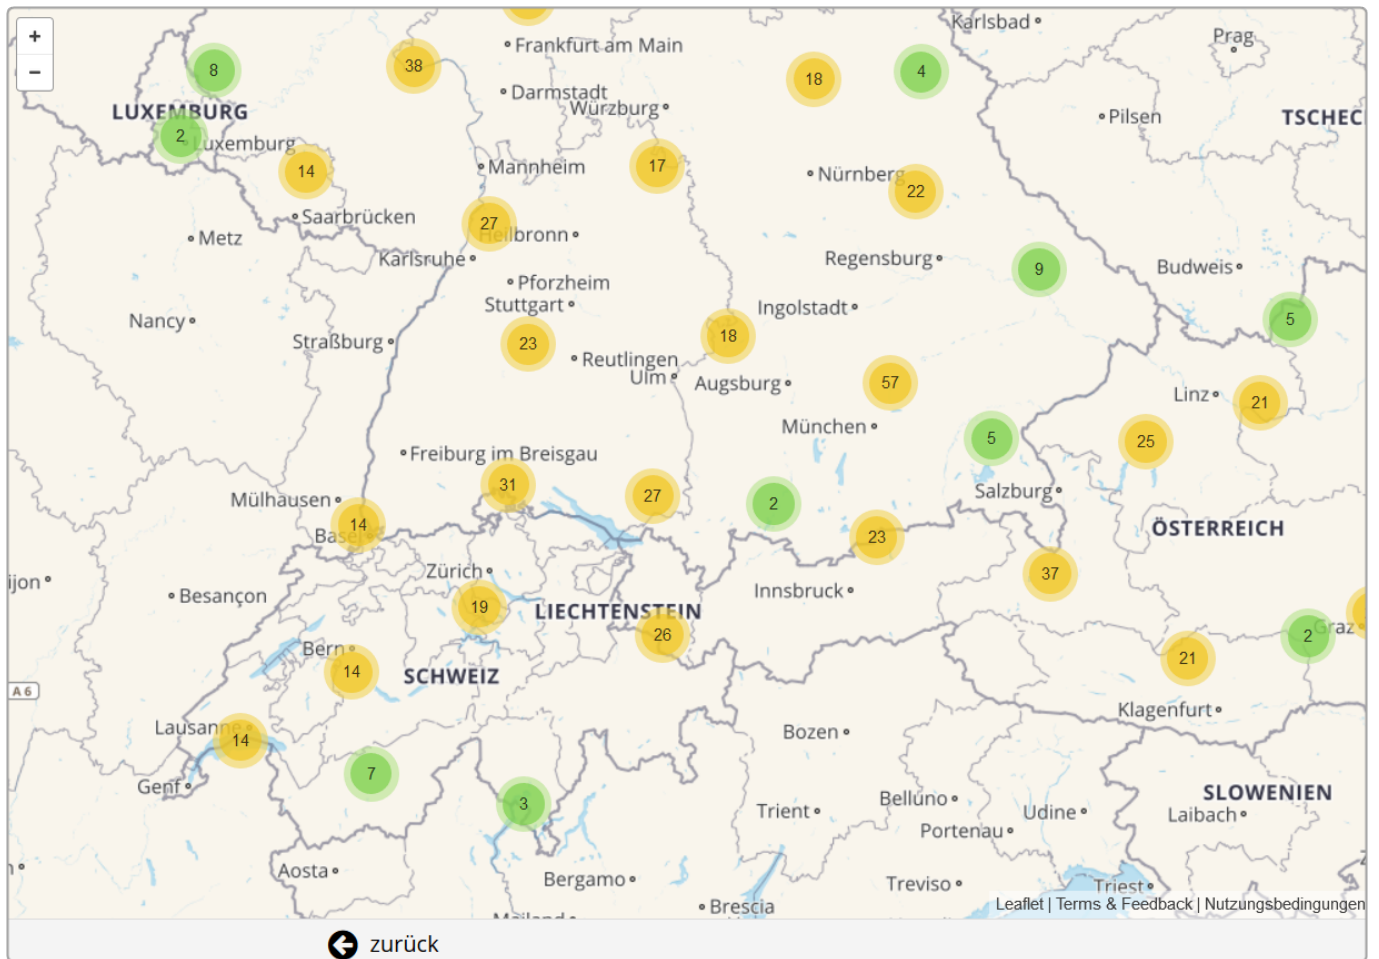 +
−
Karlsbad
Prag
Frankfurt am Main
38
8
18
4
Darmstadt
Würzburg
LUXEMBURG
Pilsen
TSCHEC
2
Luxemburg
14
Mannheim
17
Nürnberg
22
Saarbrücken
27
Heilbronn
Metz
Karlsruhe
Regensburg
9
Budweis
Pforzheim
Stuttgart
Ingolstadt
5
Nancy
Straßburg
23
18
Reutlingen
Ulm
Augsburg
57
Linz
21
München
5
25
Freiburg im Breisgau
31
27
2
Salzburg
Mülhausen
14
Basel
23
ÖSTERREICH
Zürich
37
ijon
Besançon
Innsbruck
19
LIECHTENSTEIN
26
2
Graz
Bern
14
SCHWEIZ
21
A 6
Klagenfurt
Lausanne
14
Bozen
7
Genf
3
SLOWENIEN
Belluno
Trient
Udine
Laibach
Portenau
Aosta
Bergamo
Treviso
Triest
Brescia
Leaflet | Terms & Feedback | Nutzungsbedingungen
Mailand
zurück